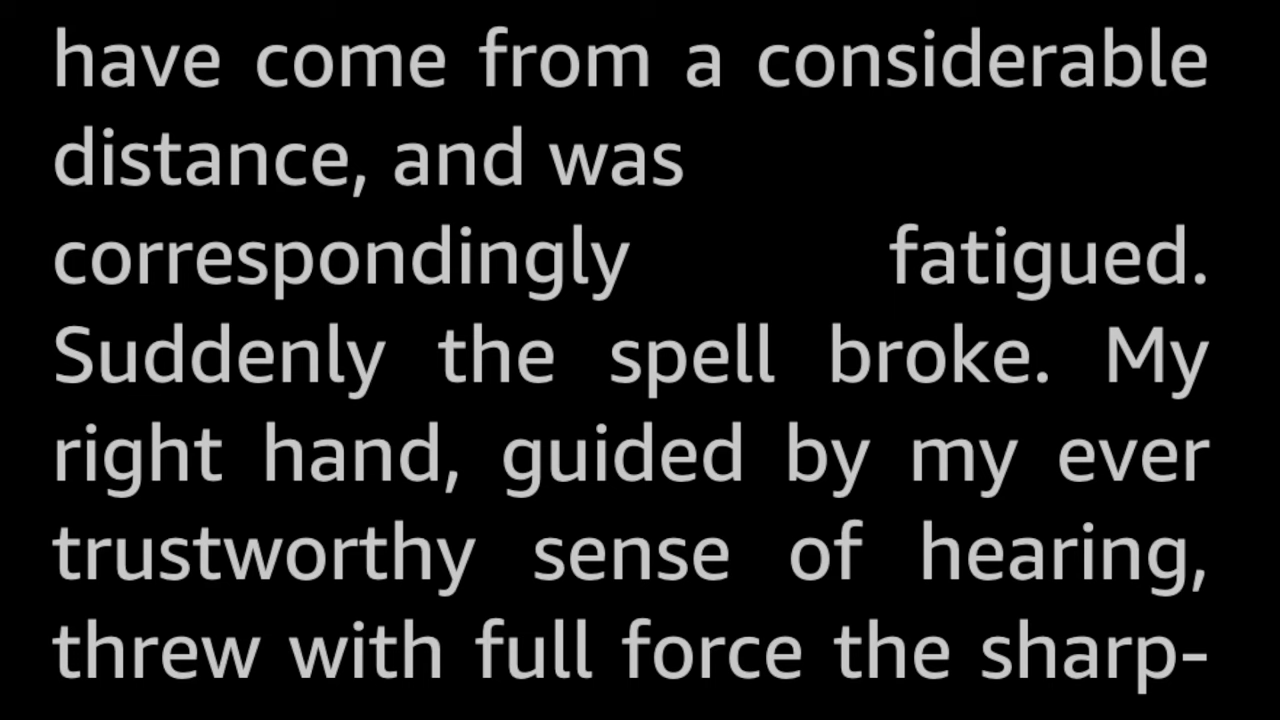 have come from a considerable
distance, and was
correspondingly fatigued.
Suddenly the spell broke. My
right hand, guided by my ever
trustworthy sense of hearing,
threw with full force the sharp-